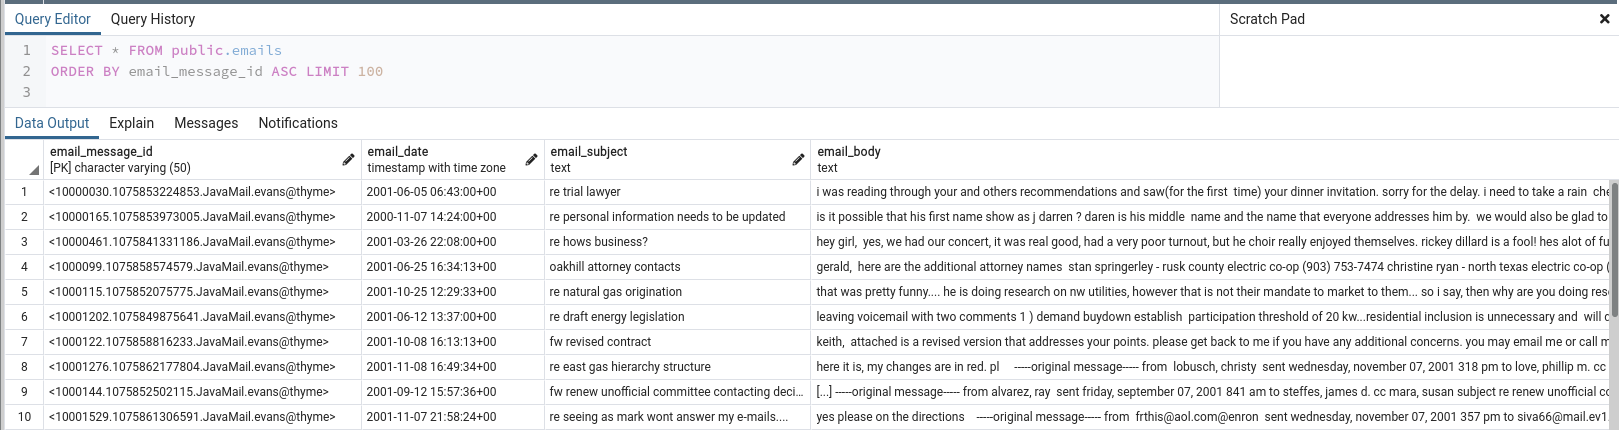 Query Editor Query History Scratch Pad
1 SELECT * FROM public.emails
2 ORDER BY email_message_id ASC LIMIT 100
3
Data Output Explain Messages Notifications
email_message_id email_date email_subject email_body
[PK] character varying (50) timestamp with time zone text text
1 <10000030.1075853224853.JavaMail.evans@thyme> 2001-06-05 06:43:00+00 re trial lawyer i was reading through your and others recommendations and saw(for the first time) your dinner invitation. sorry for the delay. i need to take a rain che
2 <10000165.1075853973005.JavaMail.evans@thyme> 2000-11-07 14:24:00+00 re personal information needs to be updated is it possible that his first name show as j darren ? daren is his middle name and the name that everyone addresses him by. we would also be glad to
3 <10000461.1075841331186.JavaMail.evans@thyme> 2001-03-26 22:08:00+00 re hows business? hey girl, yes, we had our concert, it was real good, had a very poor turnout, but he choir really enjoyed themselves. rickey dillard is a fool! hes alot of fu
4 <1000099.1075858574579.JavaMail.evans@thyme> 2001-06-25 16:34:13+00 oakhill attorney contacts gerald, here are the additional attorney names stan springerley - rusk county electric co-op (903) 753-7474 christine ryan - north texas electric co-op (
5 <1000115.1075852075775.JavaMail.evans@thyme> 2001-10-25 12:29:33+00 re natural gas origination that was pretty funny.... he is doing research on nw utilities, however that is not their mandate to market to them... so i say, then why are you doing res
6 <10001202.1075849875641.JavaMail.evans@thyme> 2001-06-12 13:37:00+00 re draft energy legislation leaving voicemail with two comments 1 ) demand buydown establish participation threshold of 20 kw...residential inclusion is unnecessary and will c
7 <1000122.1075858816233.JavaMail.evans@thyme> 2001-10-08 16:13:13+00 fw revised contract keith, attached is a revised version that addresses your points. please get back to me if you have any additional concerns. you may email me or call m
8 <10001276.1075862177804.JavaMail.evans@thyme> 2001-11-08 16:49:34+00 re east gas hierarchy structure here it is, my changes are in red. pl -----original message----- from lobusch, christy sent wednesday, november 07, 2001 318 pm to love, phillip m. cc
9 <1000144.1075852502115.JavaMail.evans@thyme> 2001-09-12 15:57:36+00 fw renew unofficial committee contacting deci... [...] -----original message----- from alvarez, ray sent friday, september 07, 2001 841 am to steffes, james d. cc mara, susan subject re renew unofficial co
10 <10001529.1075861306591.JavaMail.evans@thyme> 2001-11-07 21:58:24+00 re seeing as mark wont answer my e-mails.... yes please on the directions -----original message----- from frthis@aol.com@enron sent wednesday, november 07, 2001 357 pm to siva66@mail.ev1.